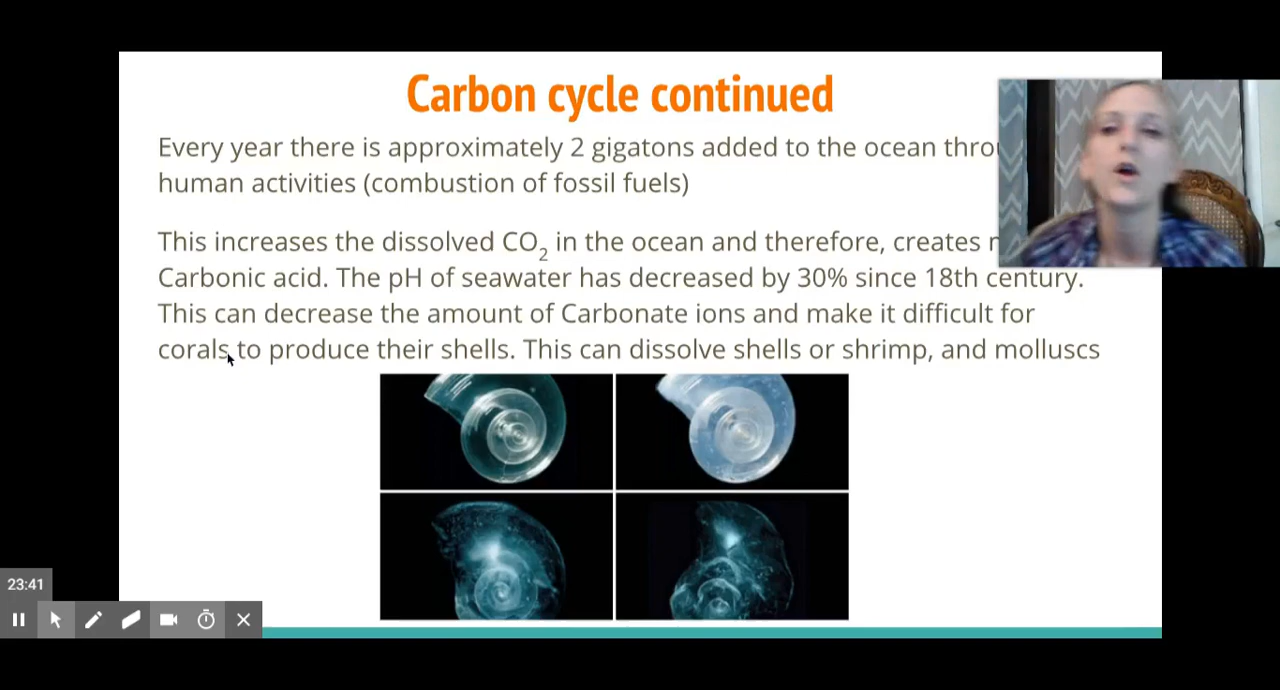 Carbon cycle continued
Every year there is approximately 2 gigatons added to the ocean
human activities (combustion of fossil fuels)
This increases the dissolved CO₂ in the ocean and therefore, creates
Carbonic acid. The pH of seawater has decreased by 30% since 18th century.
This can decrease the amount of Carbonate ions and make it difficult for
corals to produce their shells. This can dissolve shells or shrimp, and molluscs
23:41